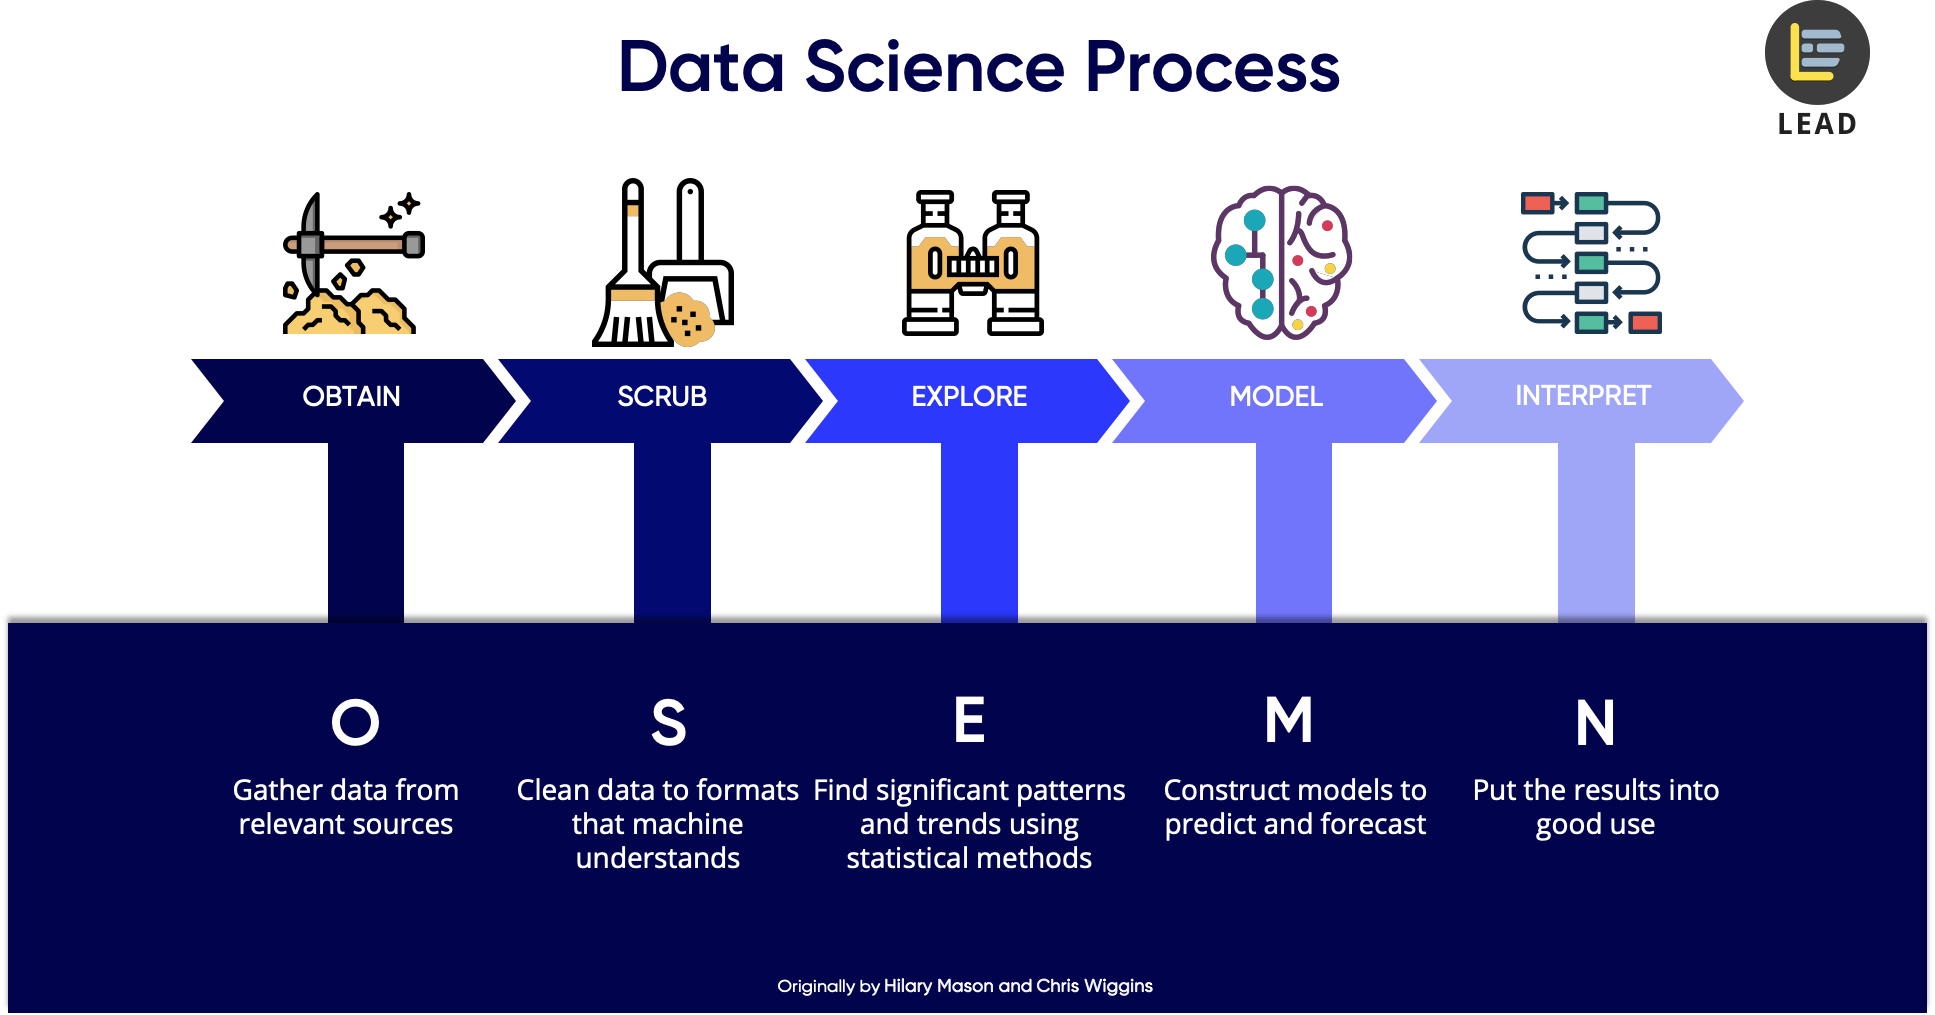 Data Science Process
LEAD
OBTAIN
SCRUB
EXPLORE
MODEL
INTERPRET
O
Gather data from
relevant sources
S
Clean data to formats
that machine
understands
E
Find significant patterns
and trends using
statistical methods
M
Construct models to
predict and forecast
N
Put the results into
good use
Originally by Hilary Mason and Chris Wiggins